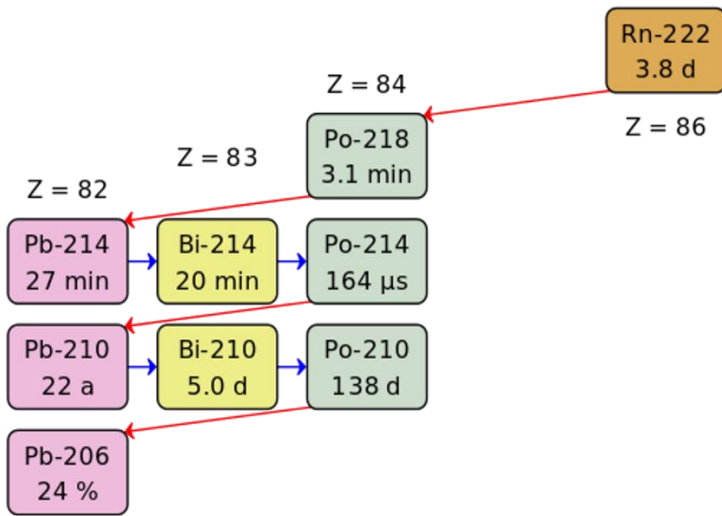 Rn-222
3.8 d
Z = 84
Z = 86
Po-218
3.1 min
Z = 83
Z = 82
Pb-214
27 min
Bi-214
20 min
Po-214
164 µs
Pb-210
22 a
Bi-210
5.0 d
Po-210
138 d
Pb-206
24 %